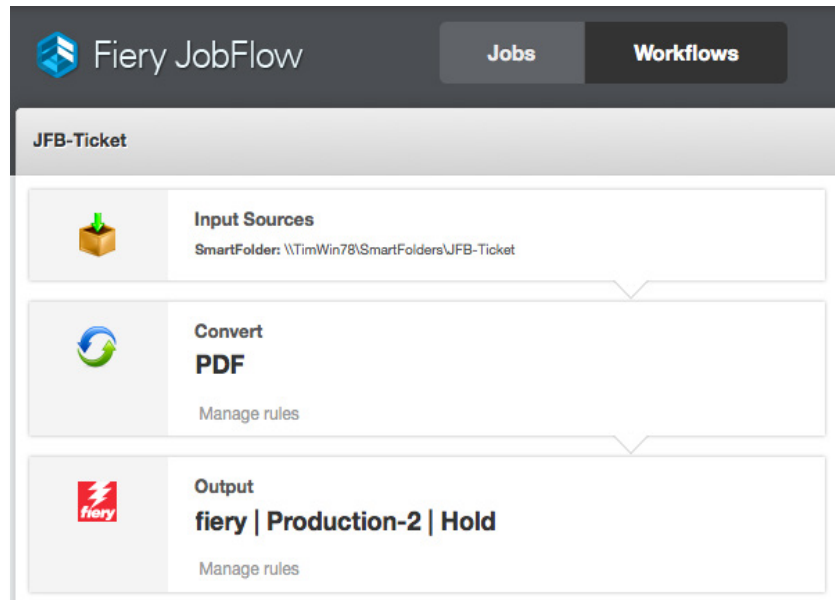 Fiery JobFlow
Jobs
Workflows
JFB-Ticket
Input Sources
SmartFolder: \\TimWin78\SmartFolders\JFB-Ticket
Convert
PDF
Manage rules
fiery
Output
fiery | Production-2 | Hold
Manage rules